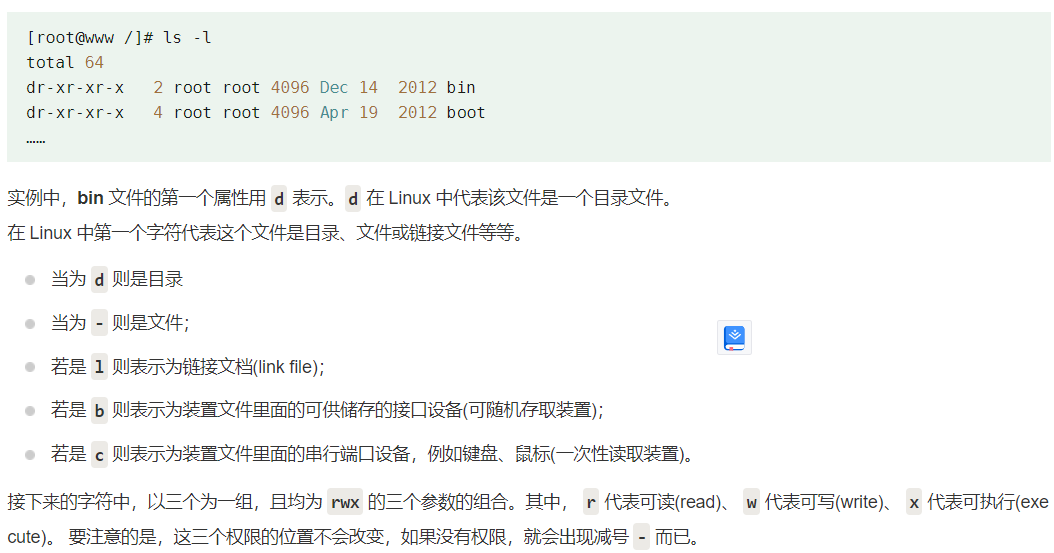 [root@www /]# ls -l
total 64
dr-xr-xr-x   2 root root 4096 Dec 14  2012 bin
dr-xr-xr-x   4 root root 4096 Apr 19  2012 boot
……
实例中，bin 文件的第一个属性用 d 表示。d 在 Linux 中代表该文件是一个目录文件。
在 Linux 中第一个字符代表这个文件是目录、文件或链接文件等等。
当为 d 则是目录
当为 - 则是文件；
若是 l 则表示为链接文档(link file)；
若是 b 则表示为装置文件里面的可供储存的接口设备(可随机存取装置)；
若是 c 则表示为装置文件里面的串行端口设备，例如键盘、鼠标(一次性读取装置)。
接下来的字符中，以三个为一组，且均为 rwx 的三个参数的组合。其中， r 代表可读(read)、 w 代表可写(write)、 x 代表可执行(exe
cute)。 要注意的是，这三个权限的位置不会改变，如果没有权限，就会出现减号 - 而已。